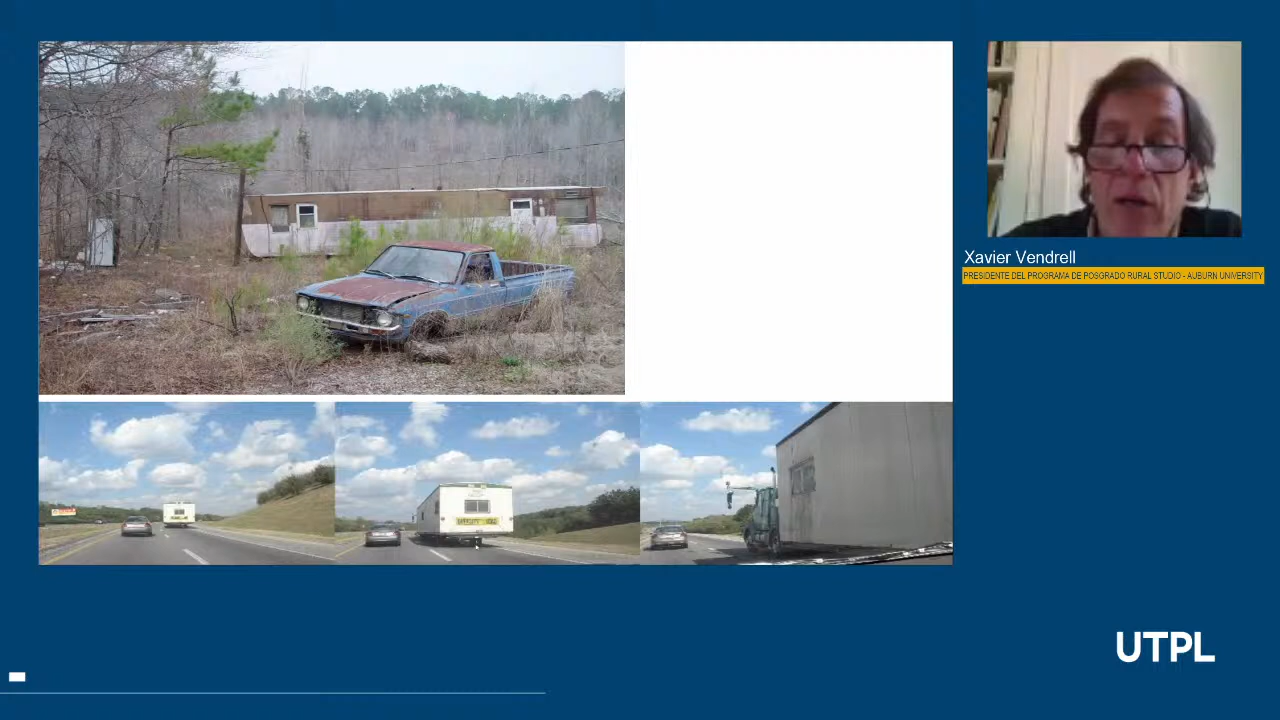 Xavier Vendrell
PRESIDENTE DEL PROGRAMA DE POSGRADO RURAL STUDIO - AUBURN UNIVERSITY
UTPL